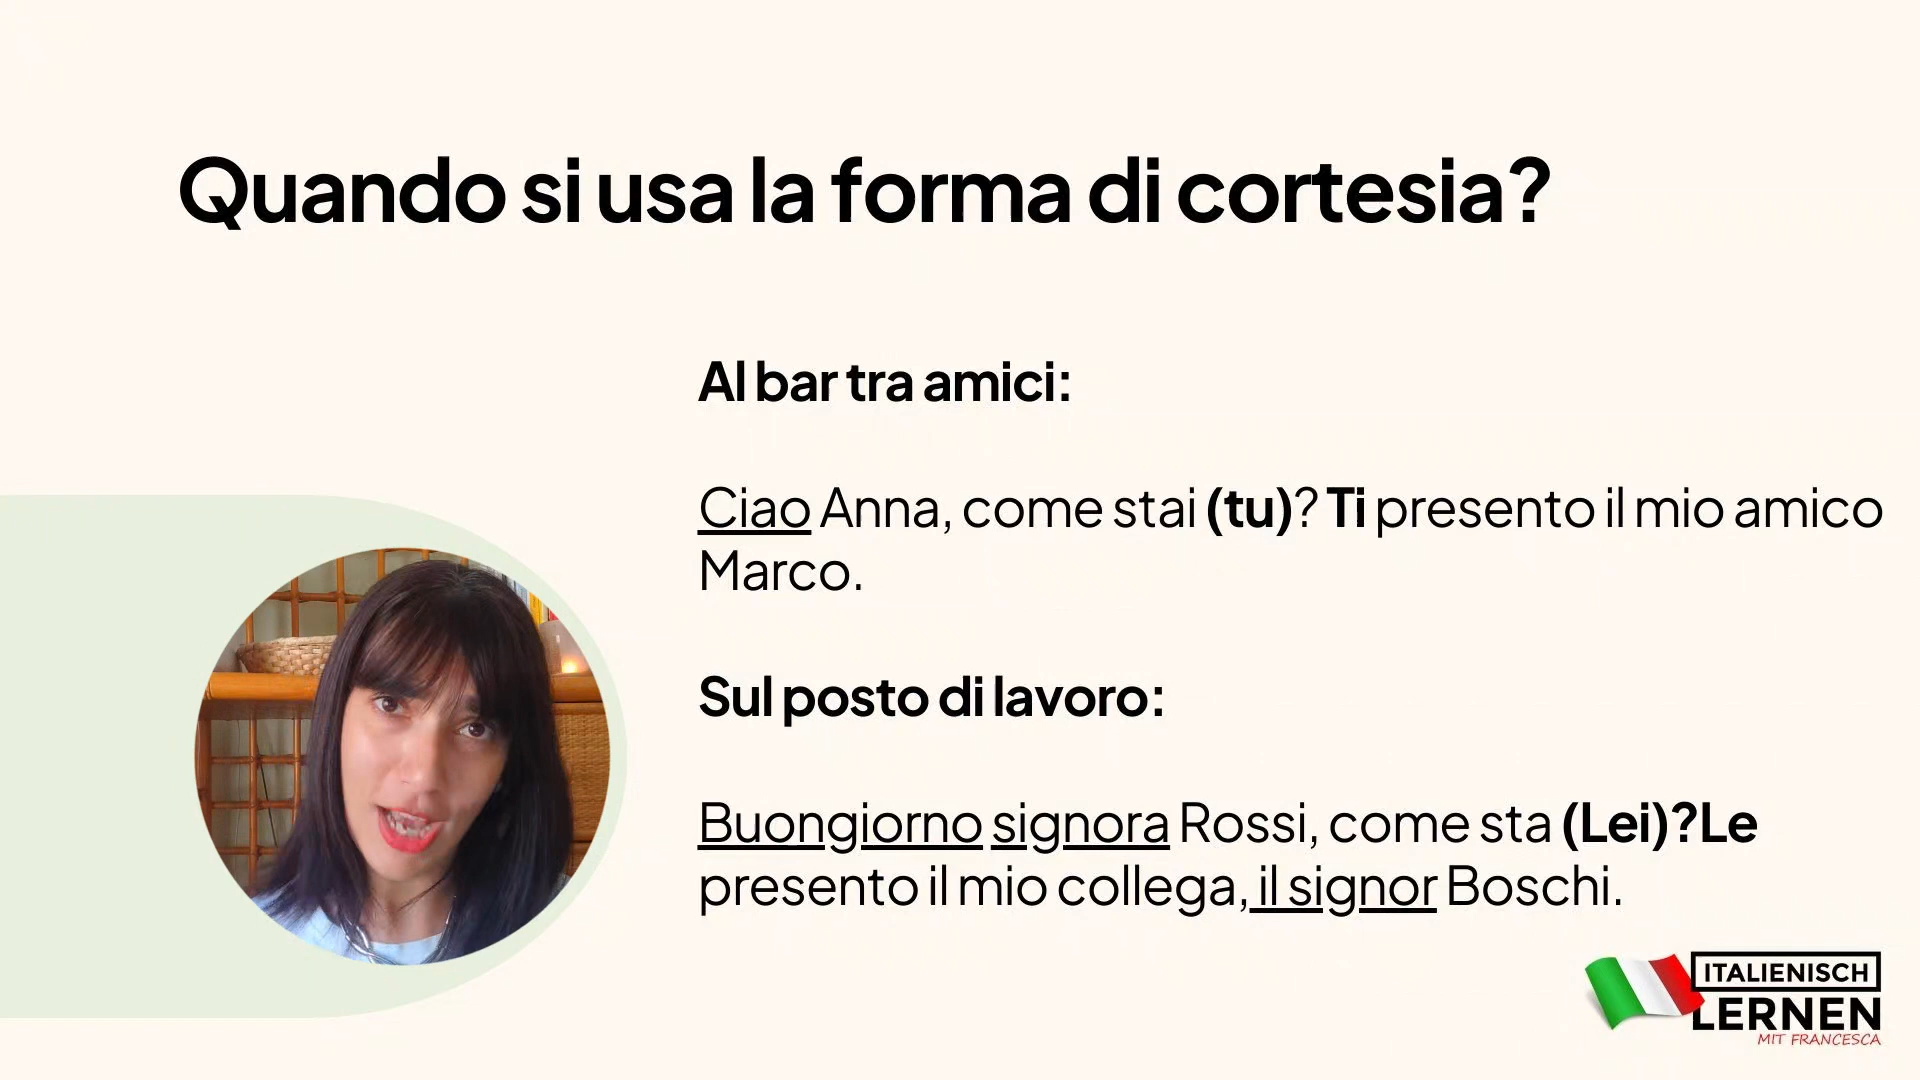 Quando si usa la forma di cortesia?
Al bar tra amici:
Ciao Anna, come stai (tu)? Ti presento il mio amico
Marco.
Sul posto di lavoro:
Buongiorno signora Rossi, come sta (Lei)?Le
presento il mio collega, il signor Boschi.
ITALIENISCH
LERNEN
MIT FRANCESCA